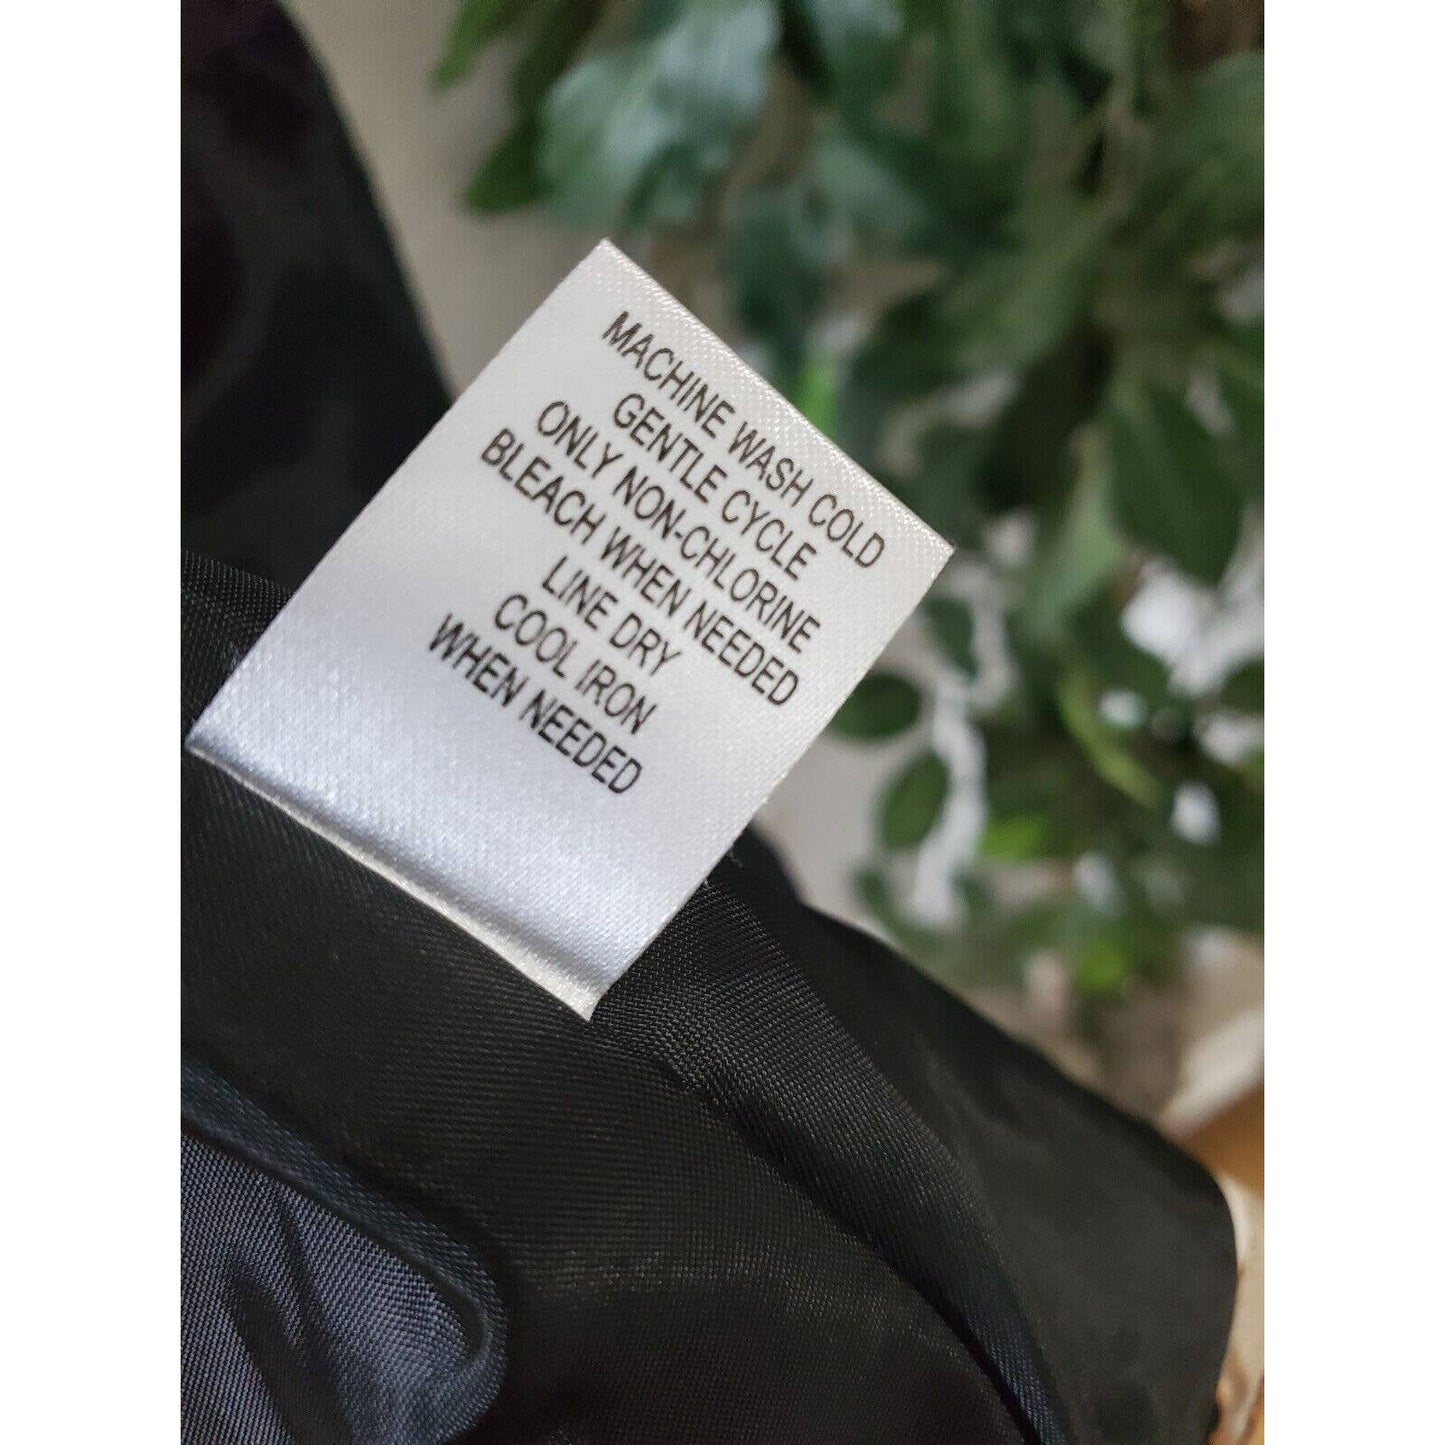 MACHINE WASH COLD
GENTLE CYCLE
ONLY NON-CHLORINE
BLEACH WHEN NEEDED
LINE DRY
COOL IRON
WHEN NEEDED